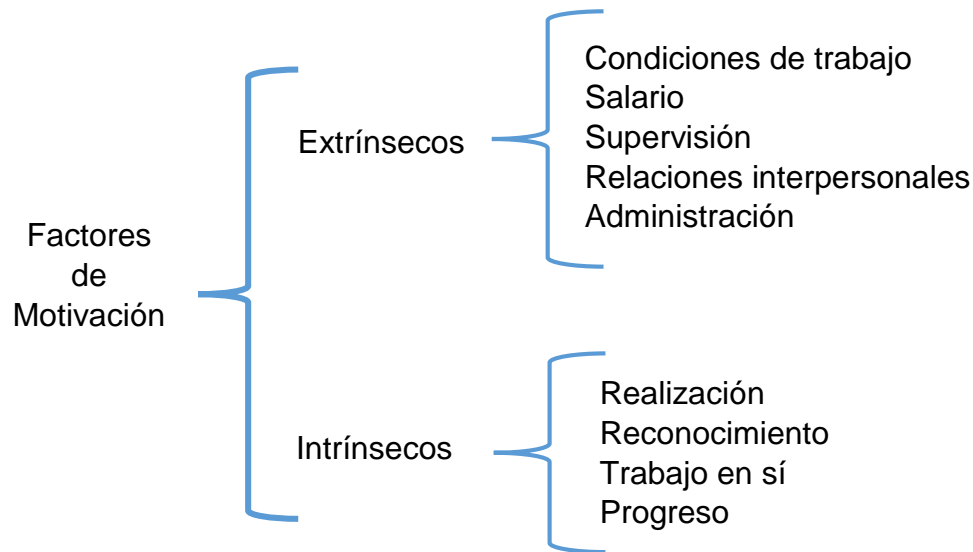 Factores
de
Motivación
Extrínsecos
Condiciones de trabajo
Salario
Supervisión
Relaciones interpersonales
Administración
Intrínsecos
Realización
Reconocimiento
Trabajo en sí
Progreso